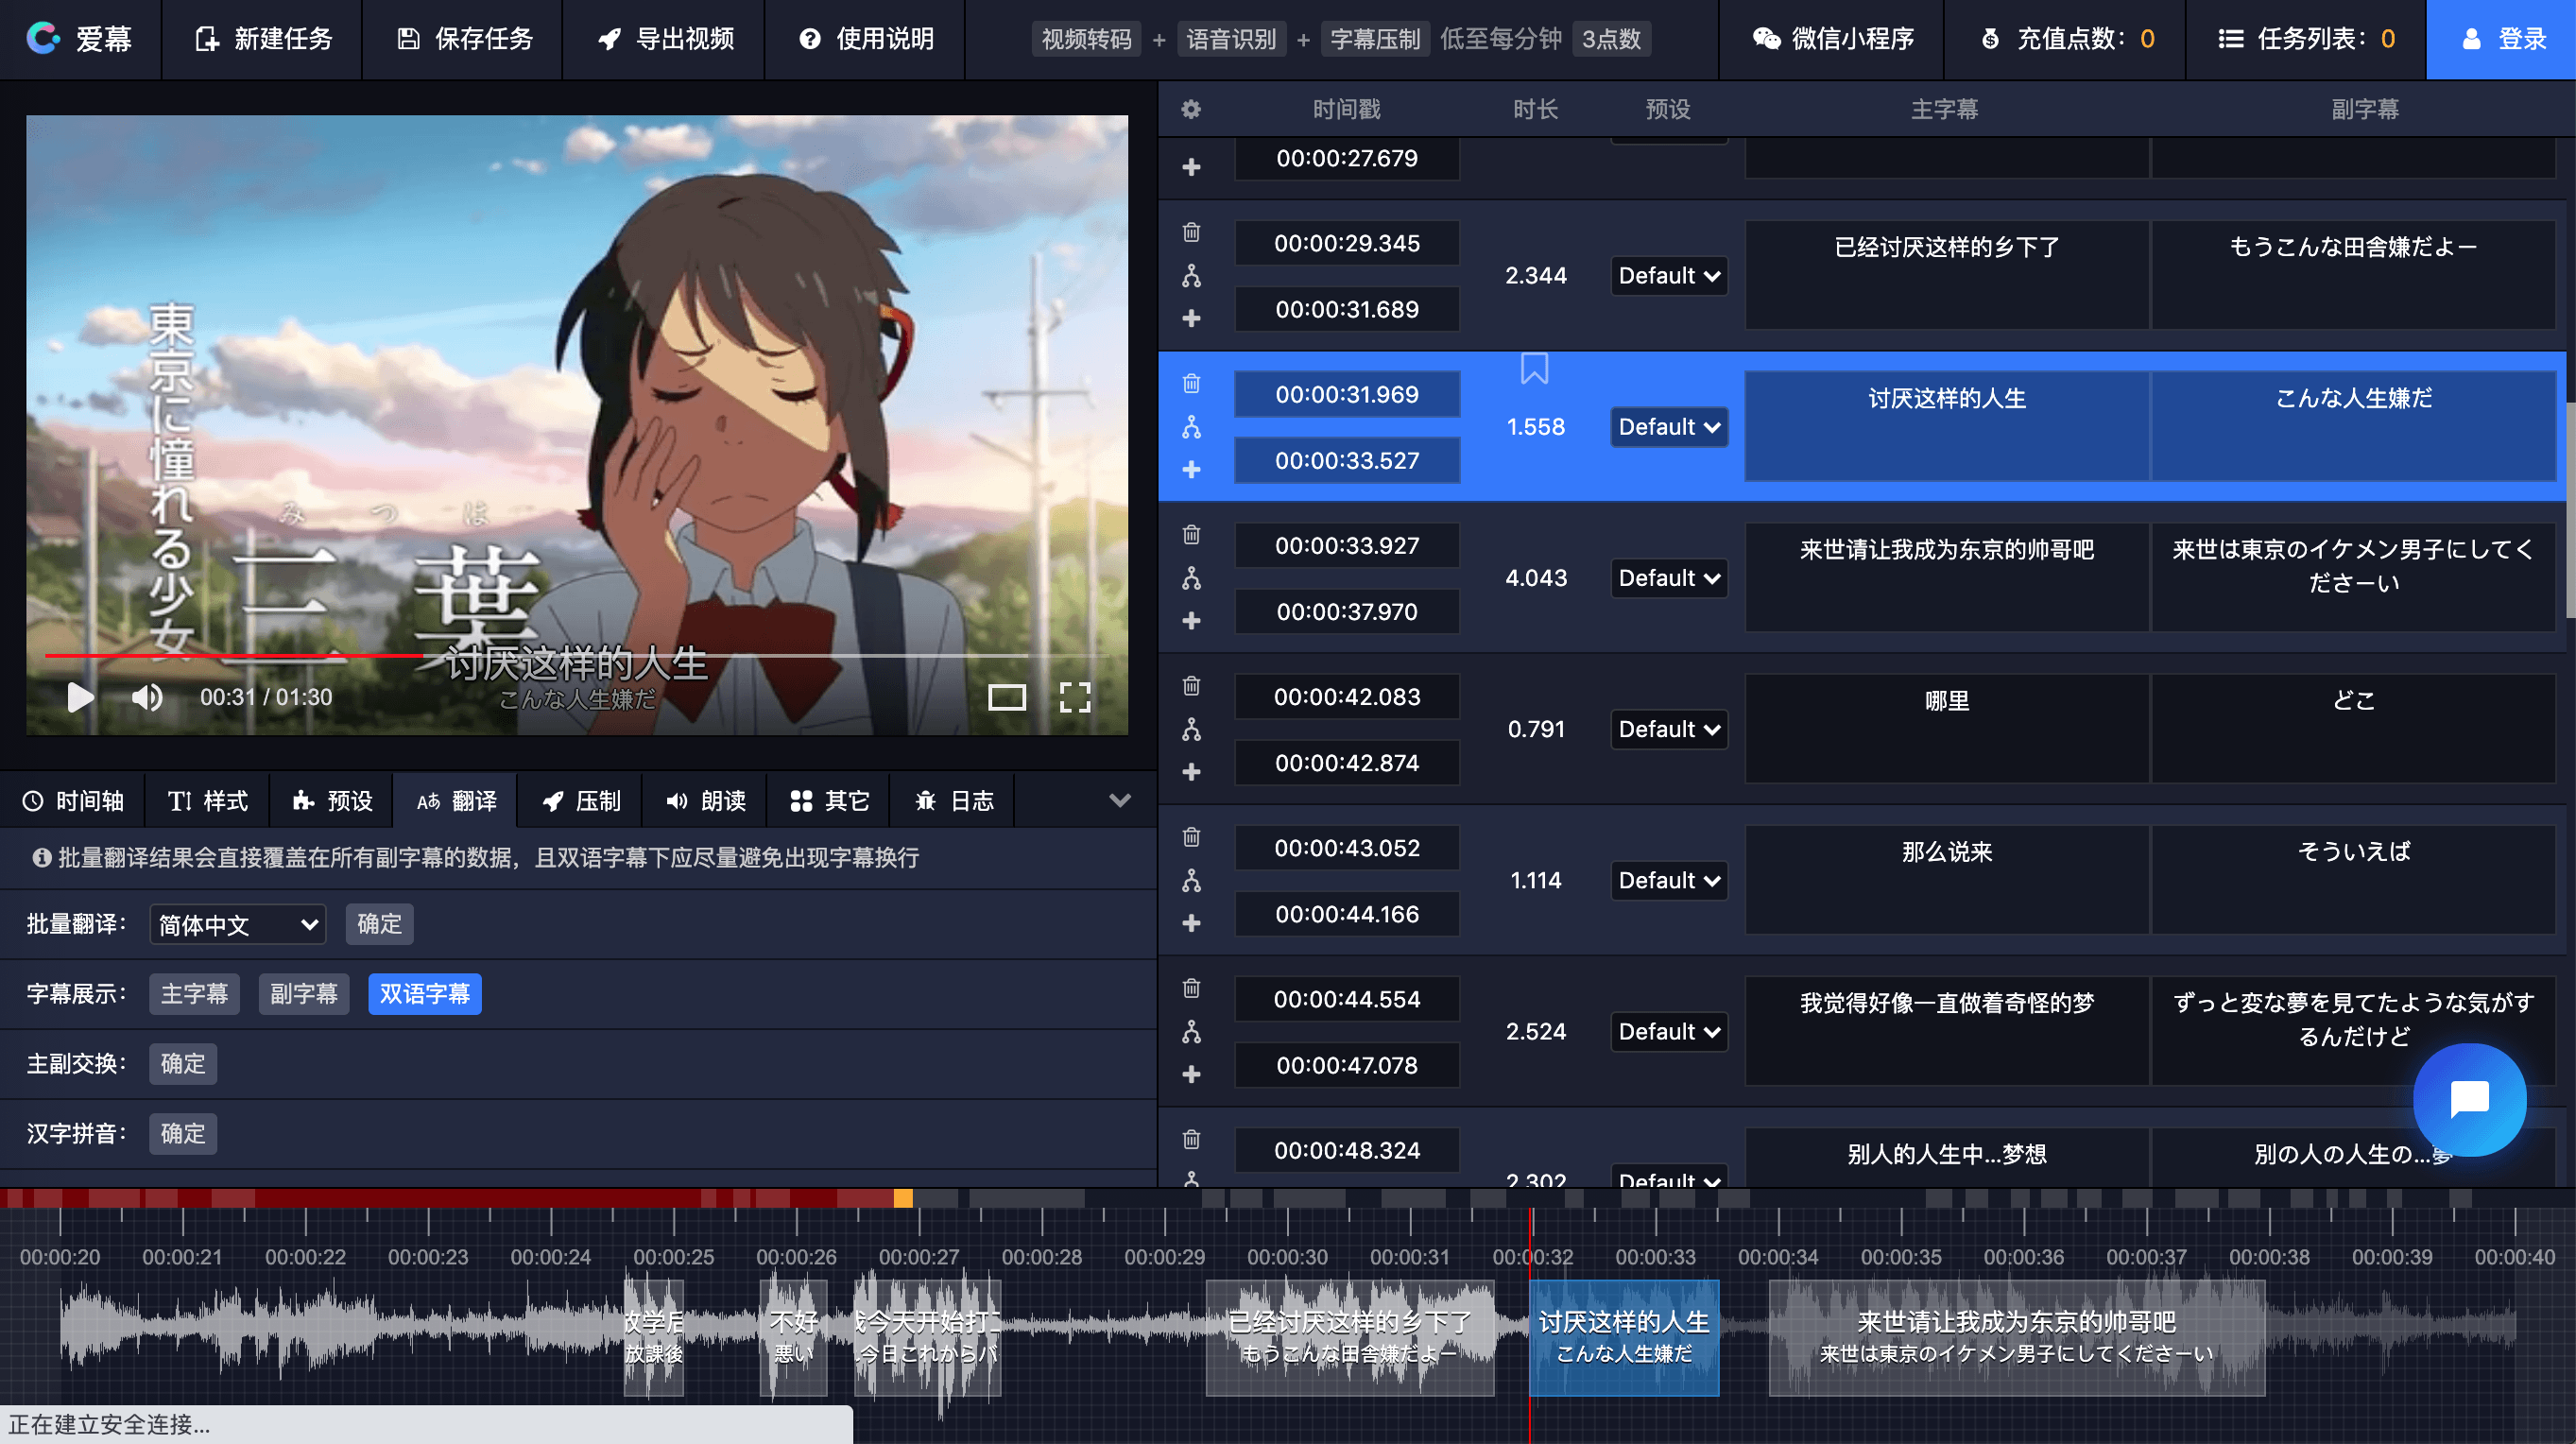 爱幕
新建任务
保存任务
导出视频
使用说明
视频转码 + 语音识别 + 字幕压制 低至每分钟 3点数
微信小程序
充值点数：0
任务列表：0
登录
東京に憧れる少女
みつは
三葉
讨厌这样的人生
こんな人生嫌だ
00:31 / 01:30
时间轴
样式
预设
翻译
压制
朗读
其它
日志
批量翻译结果会直接覆盖在所有副字幕的数据，且双语字幕下应尽量避免出现字幕换行
批量翻译： 简体中文 确定
字幕展示： 主字幕 副字幕 双语字幕
主副交换： 确定
汉字拼音： 确定
时间戳 时长 预设 主字幕 副字幕
00:00:27.679
00:00:29.345
00:00:31.689
2.344
Default
已经讨厌这样的乡下了
もうこんな田舎嫌だよー
00:00:31.969
00:00:33.527
1.558
Default
讨厌这样的人生
こんな人生嫌だ
00:00:33.927
00:00:37.970
4.043
Default
来世请让我成为东京的帅哥吧
来世は東京のイケメン男子にしてく
ださーい
00:00:42.083
00:00:42.874
0.791
Default
哪里
どこ
00:00:43.052
00:00:44.166
1.114
Default
那么说来
そういえば
00:00:44.554
00:00:47.078
2.524
Default
我觉得好像一直做着奇怪的梦
ずっと変な夢を見てたような気がす
るんだけど
00:00:48.324
2.302
Default
别人的人生中...梦想
別の人の人生の...夢
00:00:20 00:00:21 00:00:22 00:00:23 00:00:24 00:00:25 00:00:26 00:00:27 00:00:28 00:00:29 00:00:30 00:00:31 00:00:32 00:00:33 00:00:34 00:00:35 00:00:36 00:00:37 00:00:38 00:00:39 00:00:40
放学后
放課後
不好
悪い
今天开始打
今日これからバ
已经讨厌这样的乡下了
もうこんな田舎嫌だよー
讨厌这样的人生
こんな人生嫌だ
来世请让我成为东京的帅哥吧
来世は東京のイケメン男子にしてくださーい
正在建立安全连接...